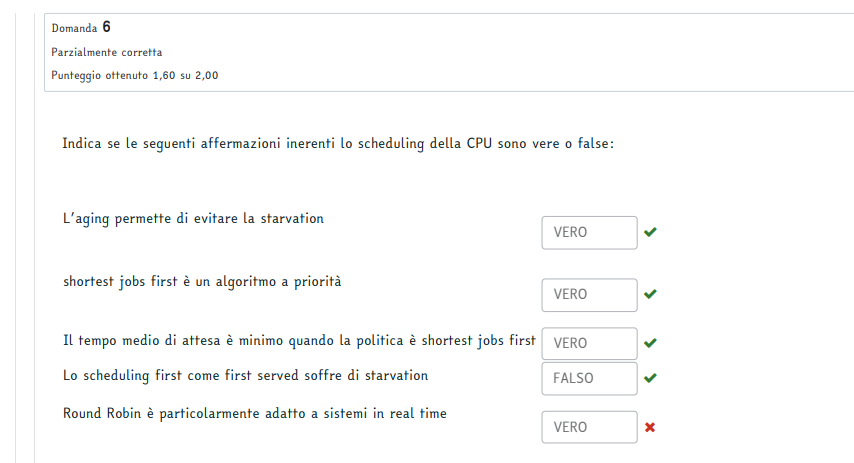 Domanda 6
Parzialmente corretta
Punteggio ottenuto 1,60 su 2,00
Indica se le seguenti affermazioni inerenti lo scheduling della CPU sono vere o false:
L'aging permette di evitare la starvation
VERO
shortest jobs first è un algoritmo a priorità
VERO
Il tempo medio di attesa è minimo quando la politica è shortest jobs first VERO
Lo scheduling first come first served soffre di starvation FALSO
Round Robin è particolarmente adatto a sistemi in real time
VERO